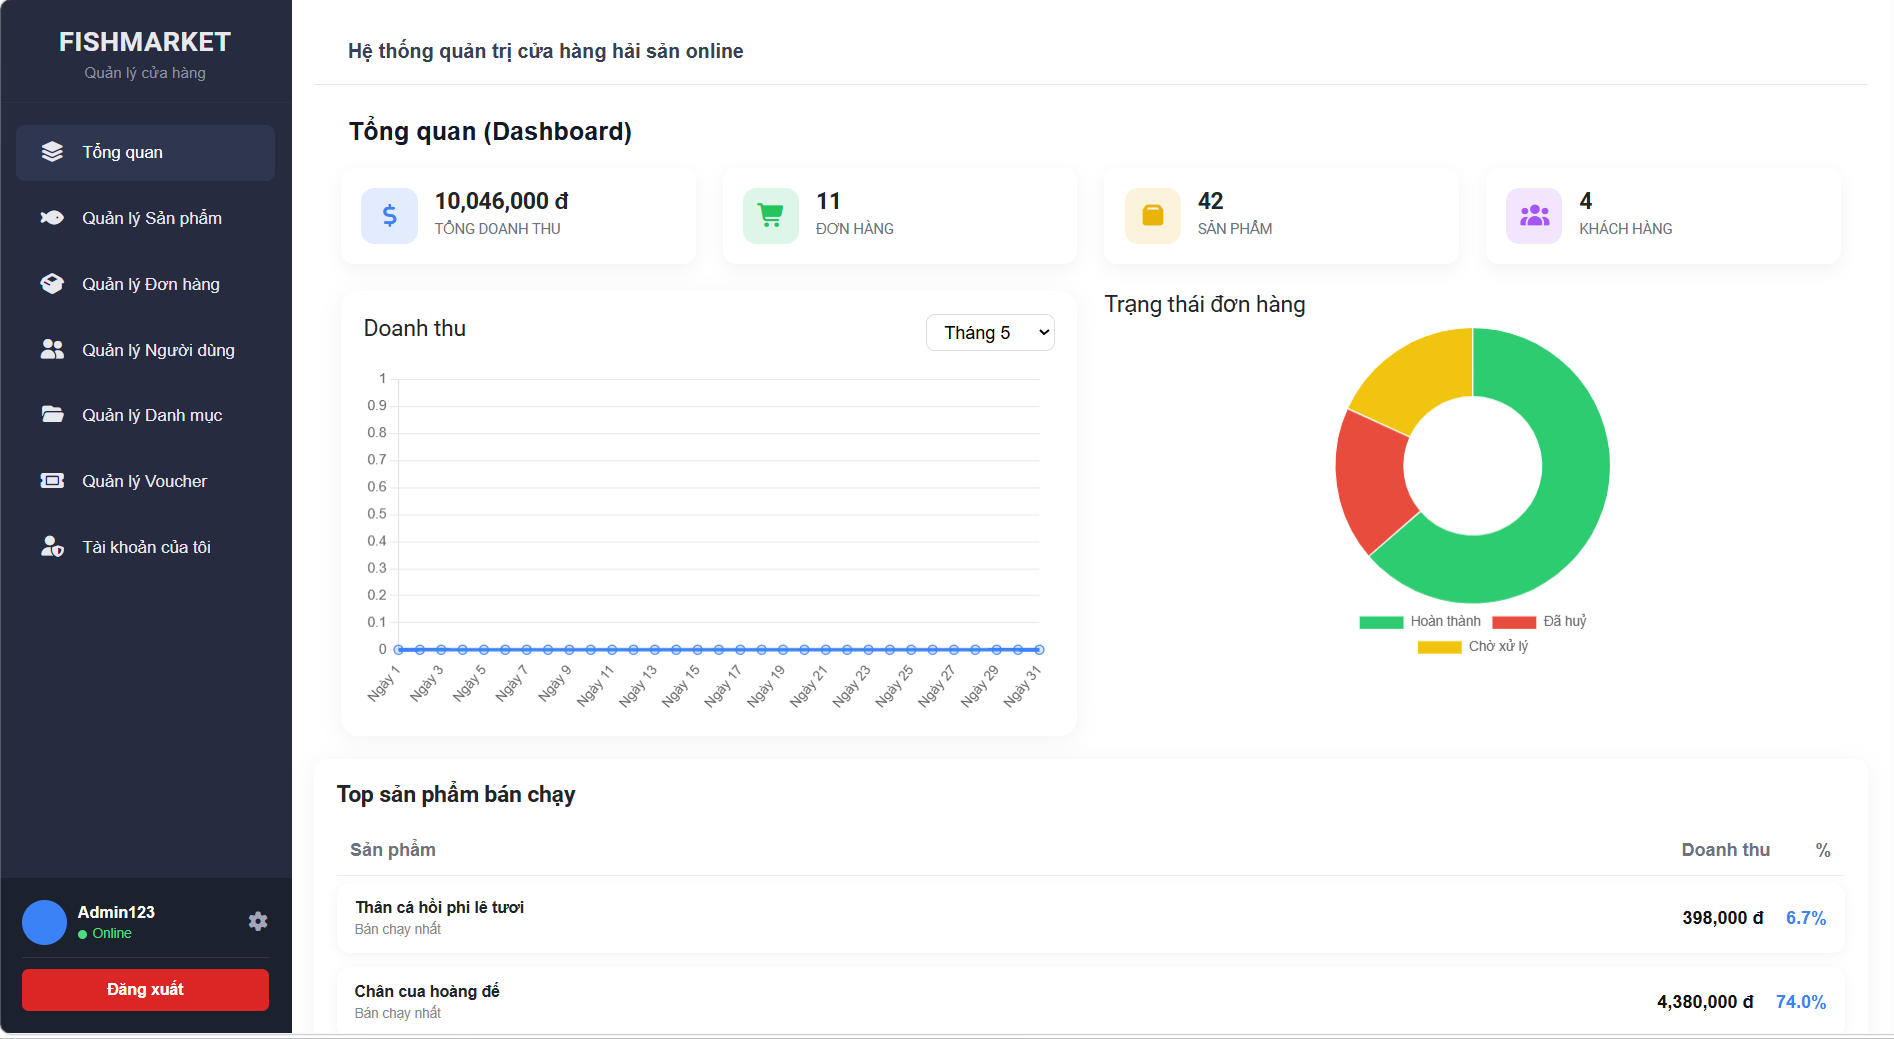 FISHMARKET
Quản lý cửa hàng
Tổng quan
Quản lý Sản phẩm
Quản lý Đơn hàng
Quản lý Người dùng
Quản lý Danh mục
Quản lý Voucher
Tài khoản của tôi
Admin123
Online
Đăng xuất
Hệ thống quản trị cửa hàng hải sản online
Tổng quan (Dashboard)
10,046,000 đ
TỔNG DOANH THU
11
ĐƠN HÀNG
42
SẢN PHẨM
4
KHÁCH HÀNG
Doanh thu
Tháng 5
1
0.9
0.8
0.7
0.6
0.5
0.4
0.3
0.2
0.1
0
Ngày 1
Ngày 3
Ngày 5
Ngày 7
Ngày 9
Ngày 11
Ngày 13
Ngày 15
Ngày 17
Ngày 19
Ngày 21
Ngày 23
Ngày 25
Ngày 27
Ngày 29
Ngày 31
Trạng thái đơn hàng
Hoàn thành
Đã huỷ
Chờ xử lý
Top sản phẩm bán chạy
Sản phẩm Doanh thu %
Thân cá hồi phi lê tươi
Bán chạy nhất
398,000 đ 6.7%
Chân cua hoàng đế
Bán chạy nhất
4,380,000 đ 74.0%